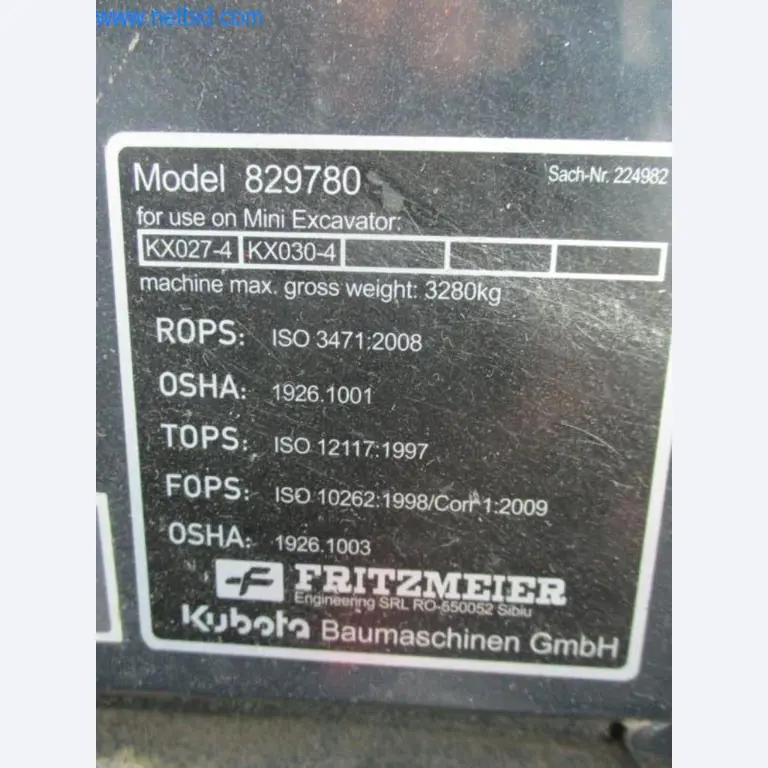 www.netbid.com
Model 829780
Sach-Nr. 224982
for use on Mini Excavator:
KX027-4 KX030-4
machine max. gross weight: 3280kg
ROPS: ISO 3471:2008
OSHA: 1926.1001
TOPS: ISO 12117:1997
FOPS: ISO 10262:1998/Corr 1:2009
OSHA: 1926.1003
FRITZMEIER
Engineering SRL RO-550052 Sibiu
Kubota Baumaschinen GmbH